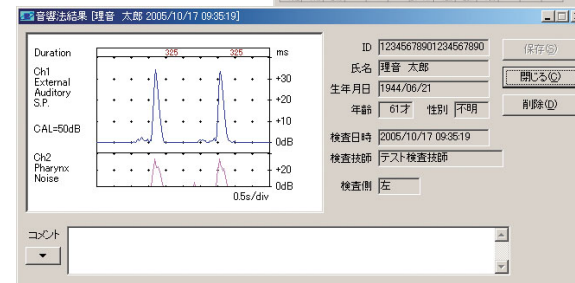 音響法結果 [理音 太郎 2005/10/17 09:35:19]
Duration 325 325 ms
Ch1
External
Auditory
S.P.
CAL=50dB
+30
+20
+10
0dB
Ch2
Pharynx
Noise
+20
0dB
0.5s/div
ID 12345678901234567890
氏名 理音 太郎
生年月日 1944/06/21
年齢 61才 性別 不明
検査日時 2005/10/17 09:35:19
検査技師 テスト検査技師
検査側 左
保存(S)
閉じる(C)
削除(D)
コメント